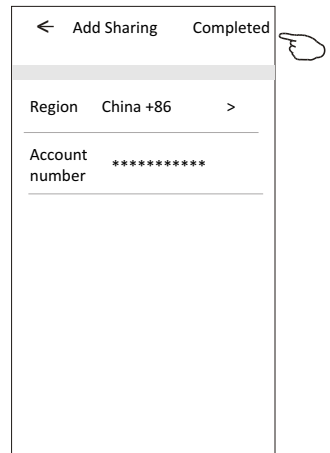 ← Add Sharing Completed
Region China +86 >
Account
number ***********